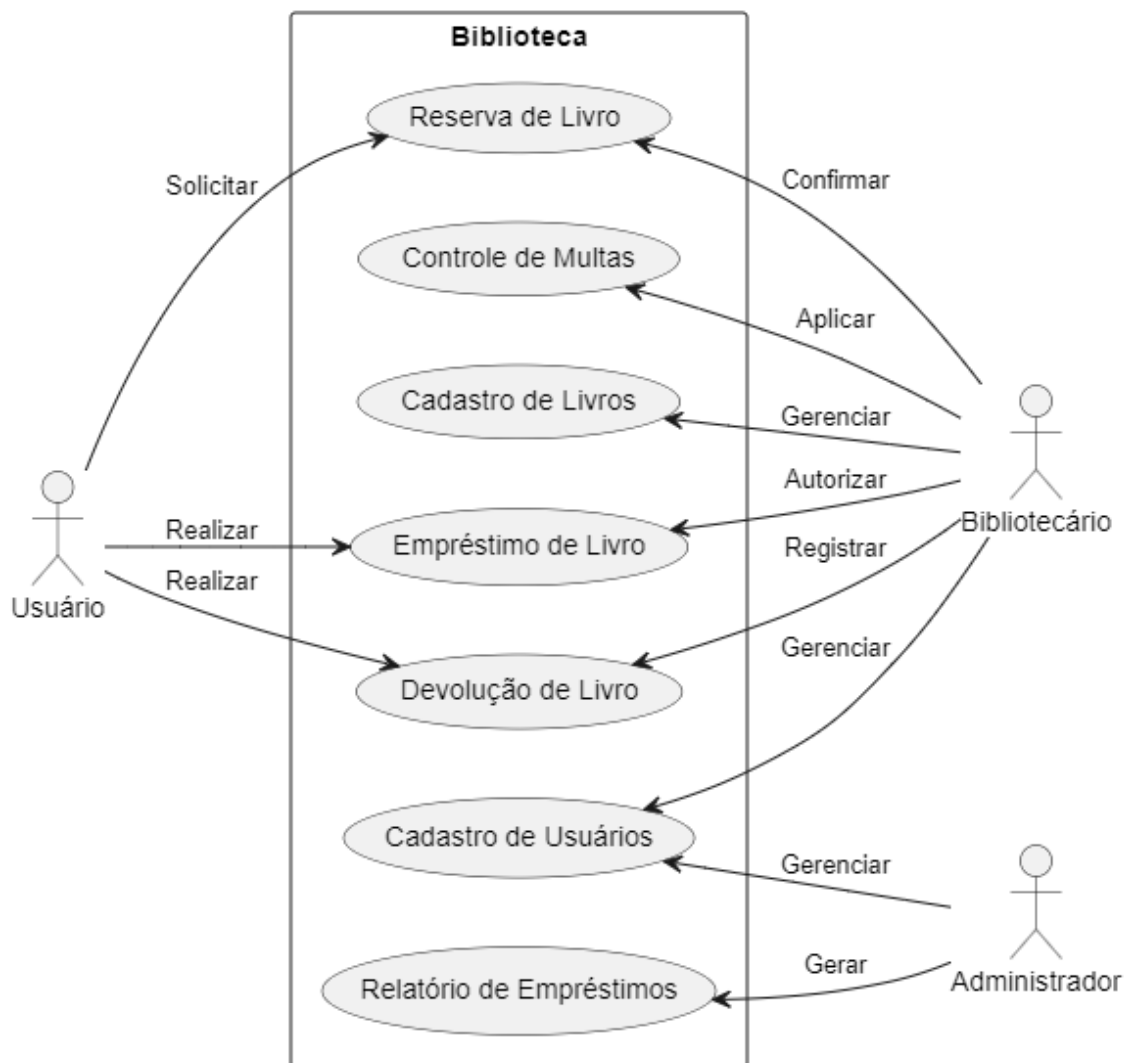 Biblioteca
Reserva de Livro
Solicitar
Confirmar
Controle de Multas
Aplicar
Cadastro de Livros
Gerenciar
Autorizar
Realizar
Empréstimo de Livro
Bibliotecário
Registrar
Realizar
Usuário
Gerenciar
Devolução de Livro
Cadastro de Usuários
Gerenciar
Gerar
Relatório de Empréstimos
Administrador